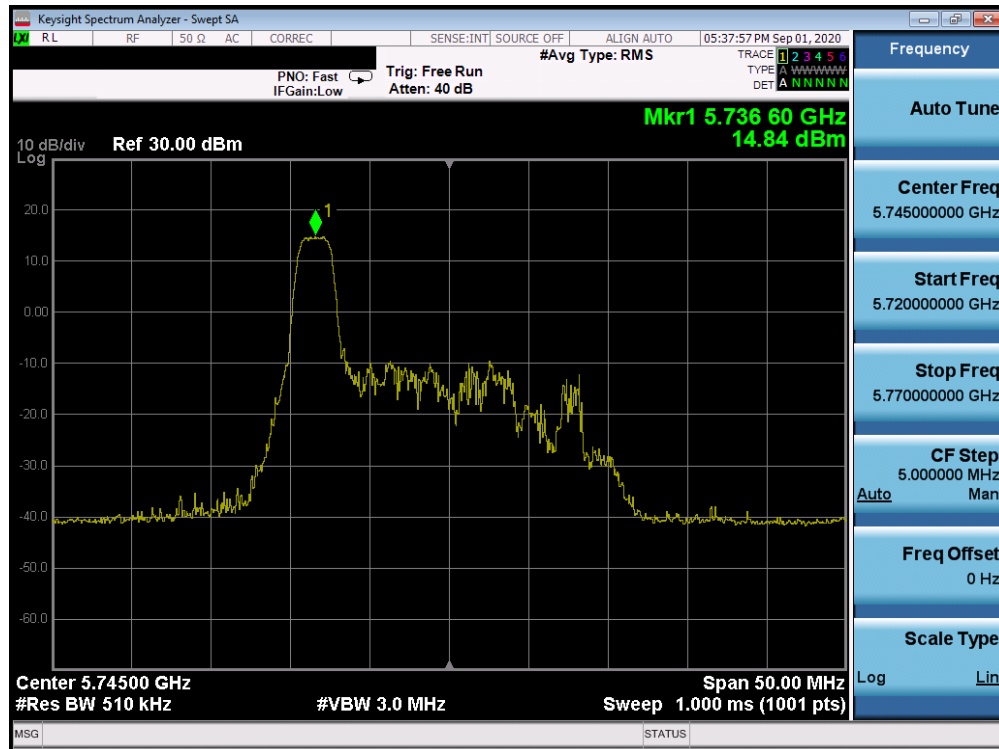 Keysight Spectrum Analyzer - Swept SA
LXI RL RF 50 Ω AC CORREC SENSE:INT SOURCE OFF ALIGN AUTO 05:37:57 PM Sep 01, 2020
#Avg Type: RMS
TRACE 1 2 3 4 5 6
PNO: Fast Trig: Free Run
TYPE A WWWWW
IFGain:Low Atten: 40 dB
DET A N N N N N
Mkr1 5.736 60 GHz
14.84 dBm
10 dB/div Ref 30.00 dBm
Log
1
20.0
10.0
0.00
-10.0
-20.0
-30.0
-40.0
-50.0
-60.0
Center 5.74500 GHz Span 50.00 MHz
#Res BW 510 kHz #VBW 3.0 MHz Sweep 1.000 ms (1001 pts)
MSG STATUS
Frequency
Auto Tune
Center Freq
5.745000000 GHz
Start Freq
5.720000000 GHz
Stop Freq
5.770000000 GHz
CF Step
5.000000 MHz
Auto Man
Freq Offset
0 Hz
Scale Type
Log Lin